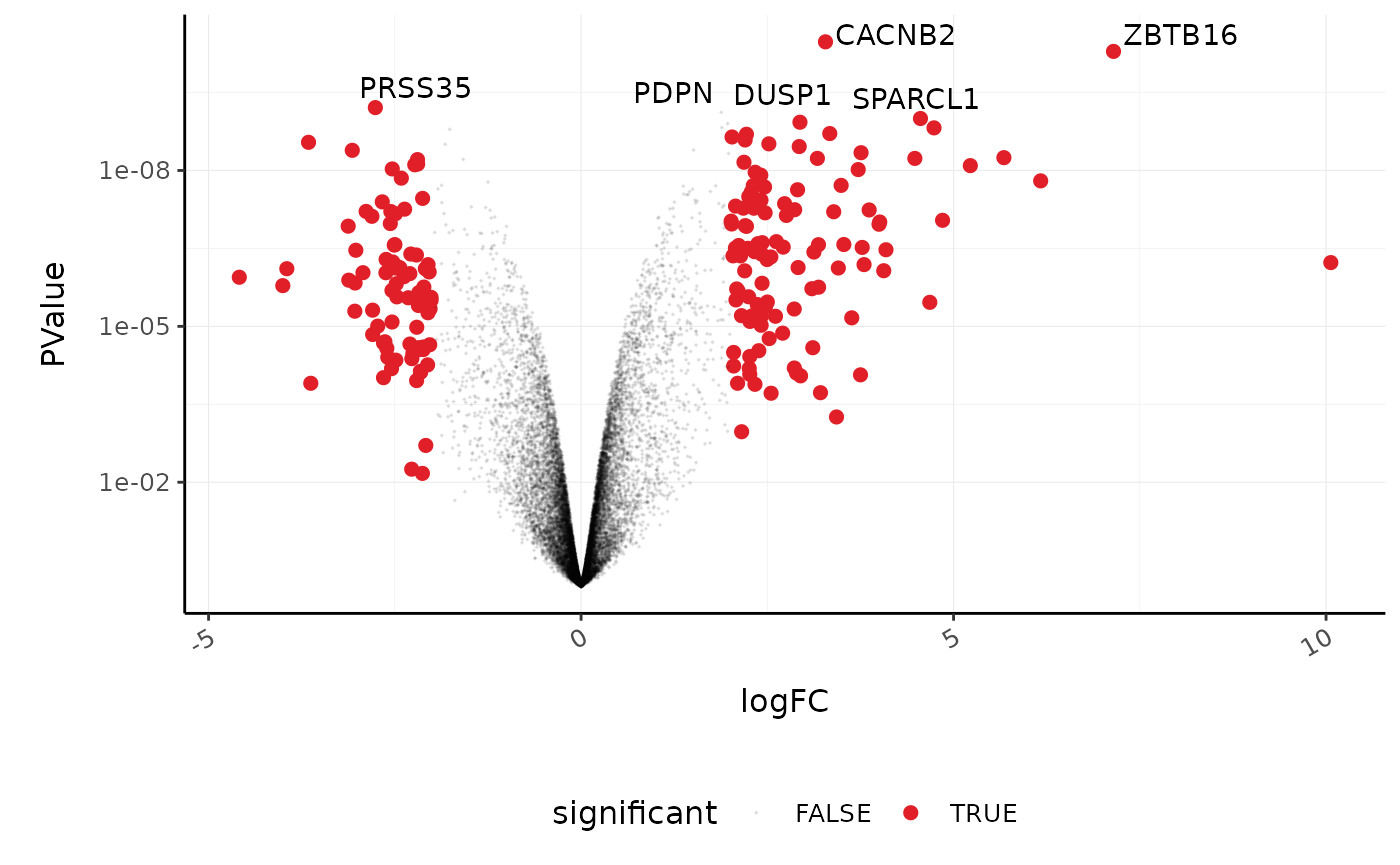 CACNB2
ZBTB16
PRSS35
PDPN
DUSP1
SPARCL1
PValue
1e-08
1e-05
1e-02
-5
0
5
10
logFC
significant FALSE TRUE